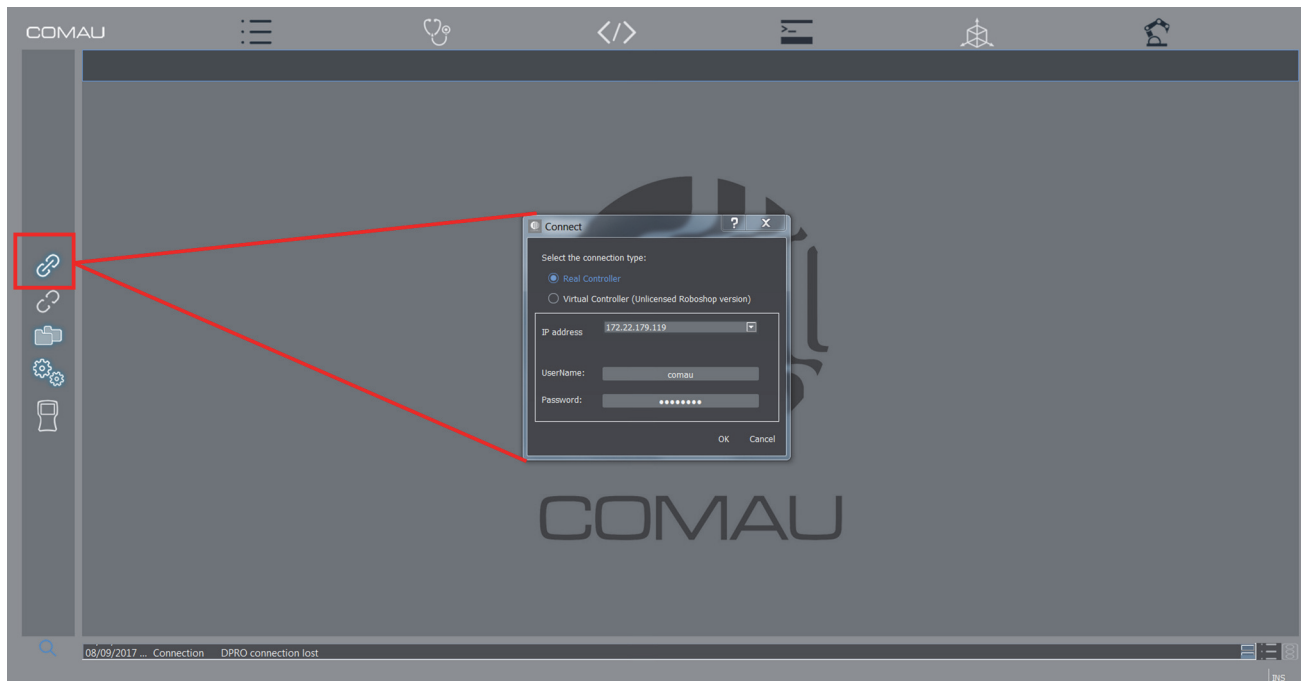 COMAU
Connect
Select the connection type:
Real Controller
Virtual Controller (Unlicensed Roboshop version)
IP address 172.22.179.119
UserName: comau
Password: ••••••••
OK Cancel
COMAU
08/09/2017 ... Connection DPRO connection lost
INS